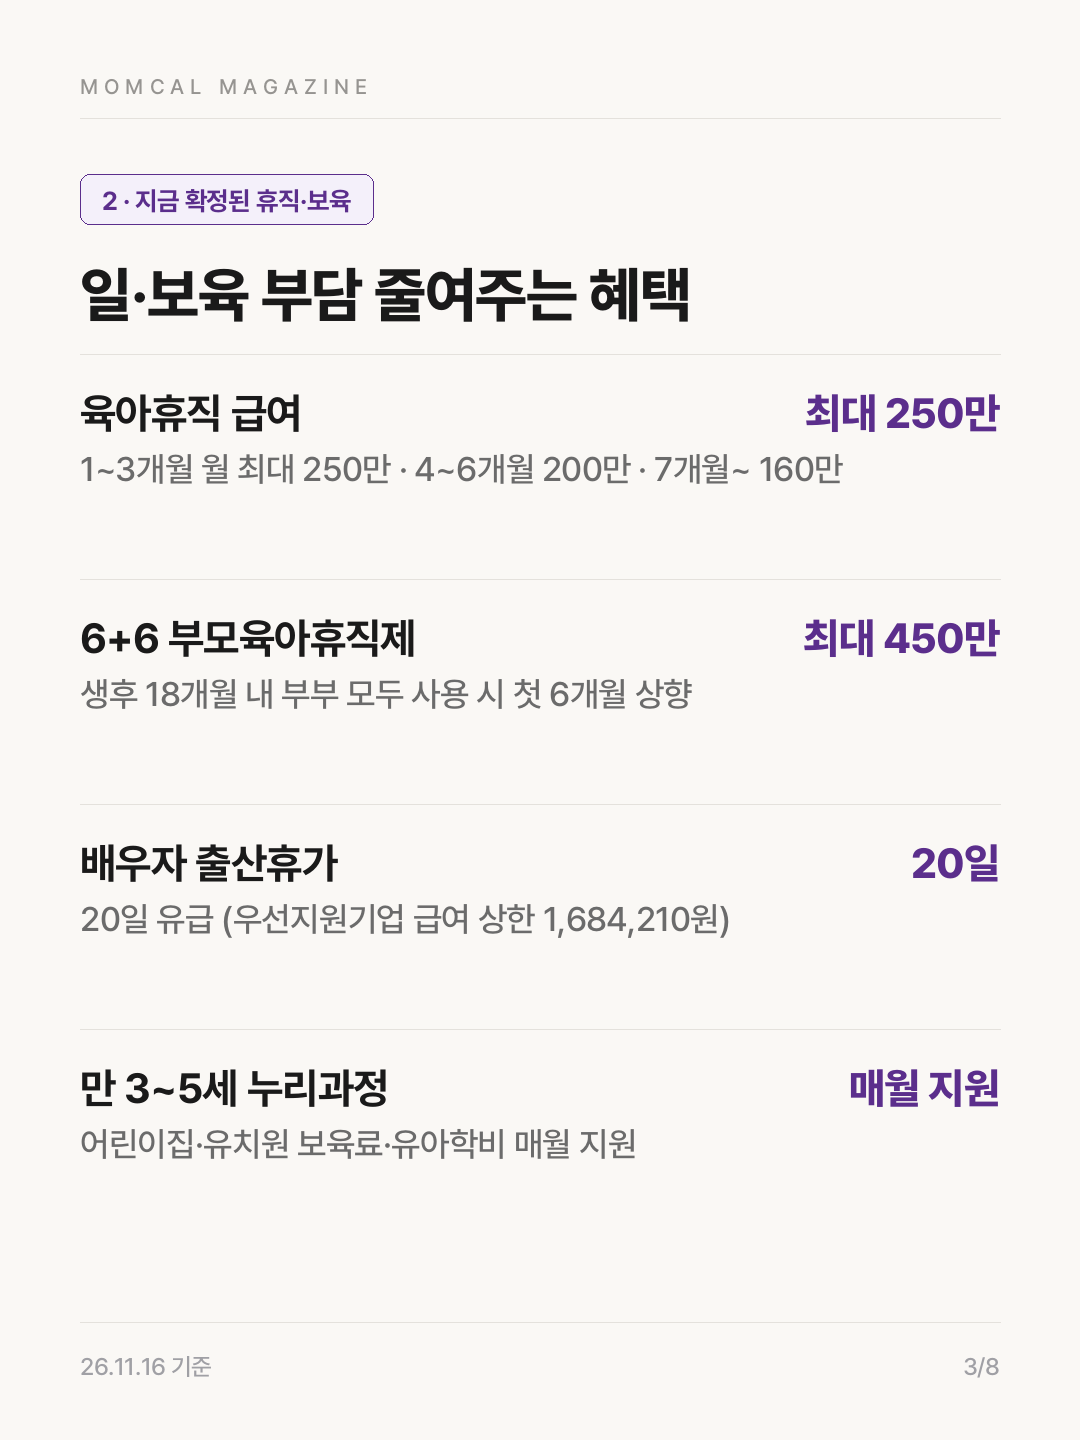 MOMCAL MAGAZINE
2 · 지금 확정된 휴직·보육
일·보육 부담 줄여주는 혜택
육아휴직 급여 최대 250만
1~3개월 월 최대 250만 · 4~6개월 200만 · 7개월~ 160만
6+6 부모육아휴직제 최대 450만
생후 18개월 내 부부 모두 사용 시 첫 6개월 상향
배우자 출산휴가 20일
20일 유급 (우선지원기업 급여 상한 1,684,210원)
만 3~5세 누리과정 매월 지원
어린이집·유치원 보육료·유아학비 매월 지원
26.11.16 기준 3/8